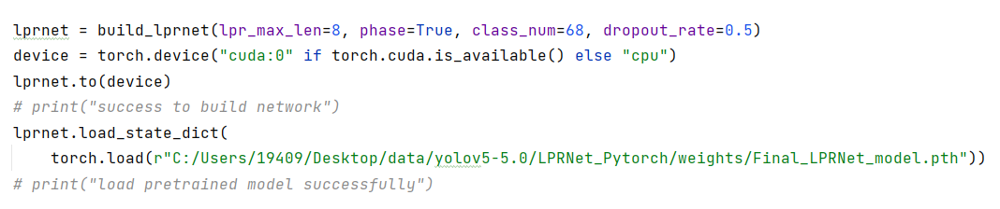 lprnet = build_lprnet(lpr_max_len=8, phase=True, class_num=68, dropout_rate=0.5)
device = torch.device("cuda:0" if torch.cuda.is_available() else "cpu")
lprnet.to(device)
# print("success to build network")
lprnet.load_state_dict(
    torch.load(r"C:/Users/19409/Desktop/data/yolov5-5.0/LPRNet_Pytorch/weights/Final_LPRNet_model.pth"))
# print("load pretrained model successfully")